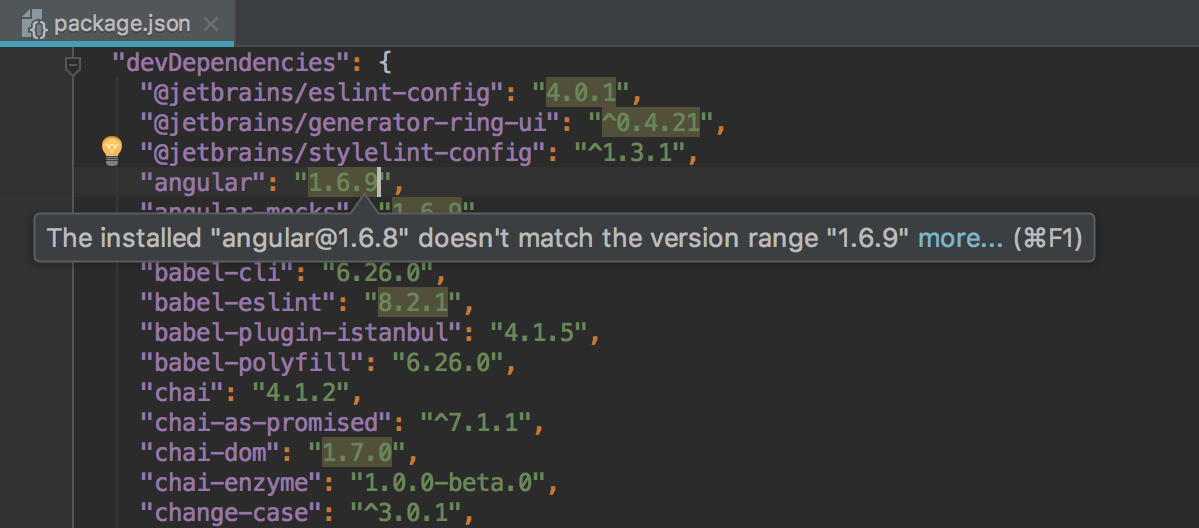 package.json
"devDependencies": {
"@jetbrains/eslint-config": "4.0.1",
"@jetbrains/generator-ring-ui": "^0.4.21",
"@jetbrains/stylelint-config": "^1.3.1",
"angular": "1.6.9",
"angular-mocks": "1.6.9"
The installed "angular@1.6.8" doesn't match the version range "1.6.9" more... (⌘F1)
"babel-cli": "6.26.0",
"babel-eslint": "8.2.1",
"babel-plugin-istanbul": "4.1.5",
"babel-polyfill": "6.26.0",
"chai": "4.1.2",
"chai-as-promised": "^7.1.1",
"chai-dom": "1.7.0",
"chai-enzyme": "1.0.0-beta.0",
"change-case": "^3.0.1",